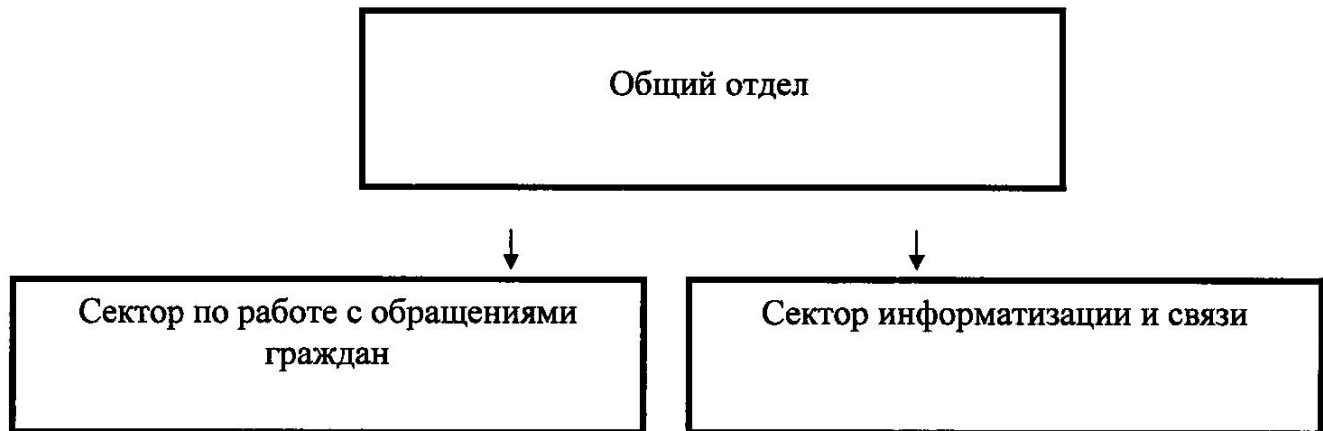 Общий отдел
Сектор по работе с обращениями
граждан
Сектор информатизации и связи